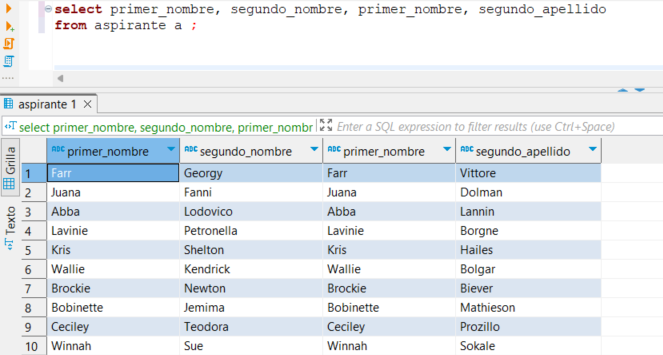 select primer_nombre, segundo_nombre, primer_nombre, segundo_apellido
from aspirante a ;
aspirante 1
select primer_nombre, segundo_nombre, primer_nombr
Enter a SQL expression to filter results (use Ctrl+Space)
Grilla
Texto
primer_nombre segundo_nombre primer_nombre segundo_apellido
1 Farr Georgy Farr Vittore
2 Juana Fanni Juana Dolman
3 Abba Lodovico Abba Lannin
4 Lavinie Petronella Lavinie Borgne
5 Kris Shelton Kris Hailes
6 Wallie Kendrick Wallie Bolgar
7 Brockie Newton Brockie Biever
8 Bobinette Jemima Bobinette Mathieson
9 Ceciley Teodora Ceciley Prozillo
10 Winnah Sue Winnah Sokale